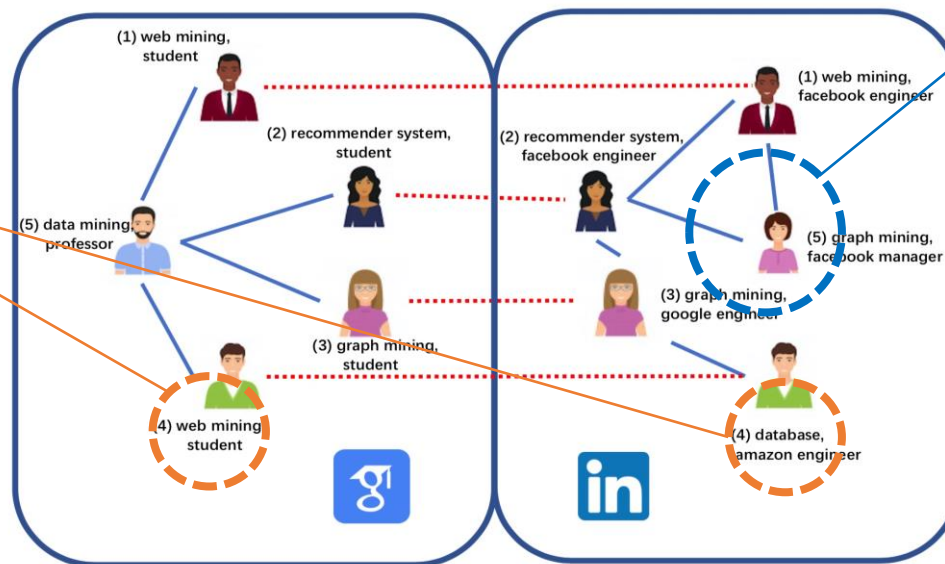 (1) web mining,
student
(2) recommender system,
student
(5) data mining
professor
(3) graph mining,
student
(4) web mining
student
(1) web mining,
facebook engineer
(2) recommender system,
facebook engineer
(5) graph mining,
facebook manager
(3) graph mining,
google engineer
(4) database,
amazon engineer
g
in